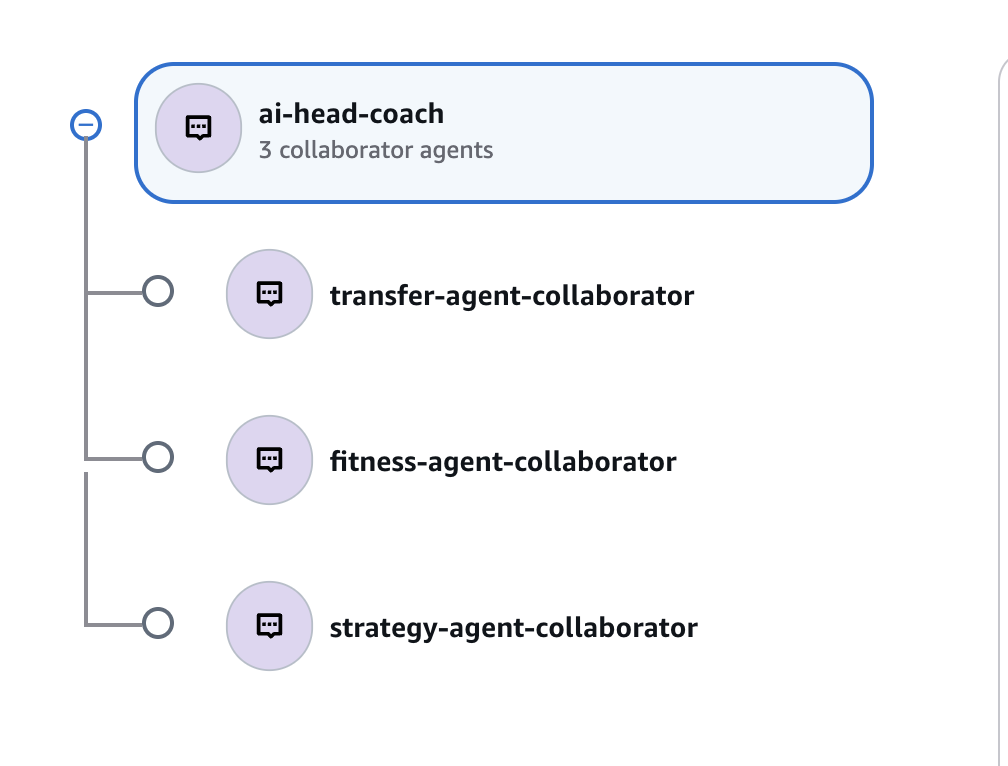 ai-head-coach
3 collaborator agents
transfer-agent-collaborator
fitness-agent-collaborator
strategy-agent-collaborator